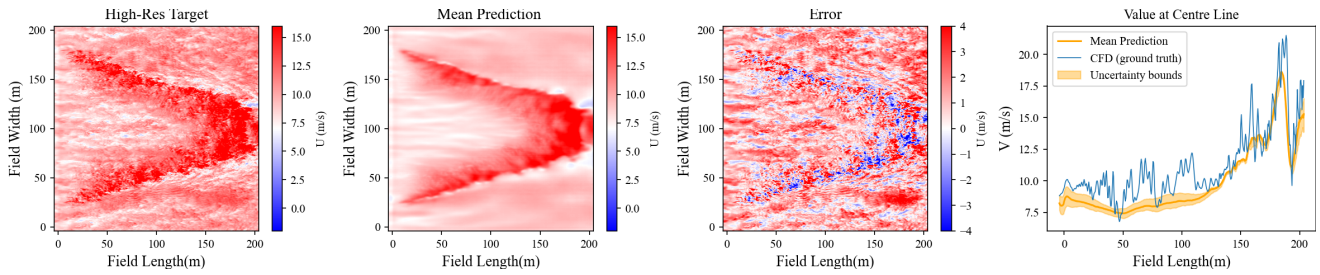 High-Res Target
200
150
100
50
0
Field Width (m)
0 50 100 150 200
Field Length(m)
15.0
12.5
10.0
7.5
5.0
2.5
0.0
U (m/s)
Mean Prediction
200
150
100
50
0
Field Width (m)
0 50 100 150 200
Field Length(m)
15.0
12.5
10.0
7.5
5.0
2.5
0.0
U (m/s)
Error
200
150
100
50
0
Field Width (m)
0 50 100 150 200
Field Length(m)
4
3
2
1
0
−1
−2
−3
−4
U (m/s)
Value at Centre Line
Mean Prediction
CFD (ground truth)
Uncertainty bounds
20.0
17.5
15.0
12.5
10.0
7.5
V (m/s)
0 50 100 150 200
Field Length(m)